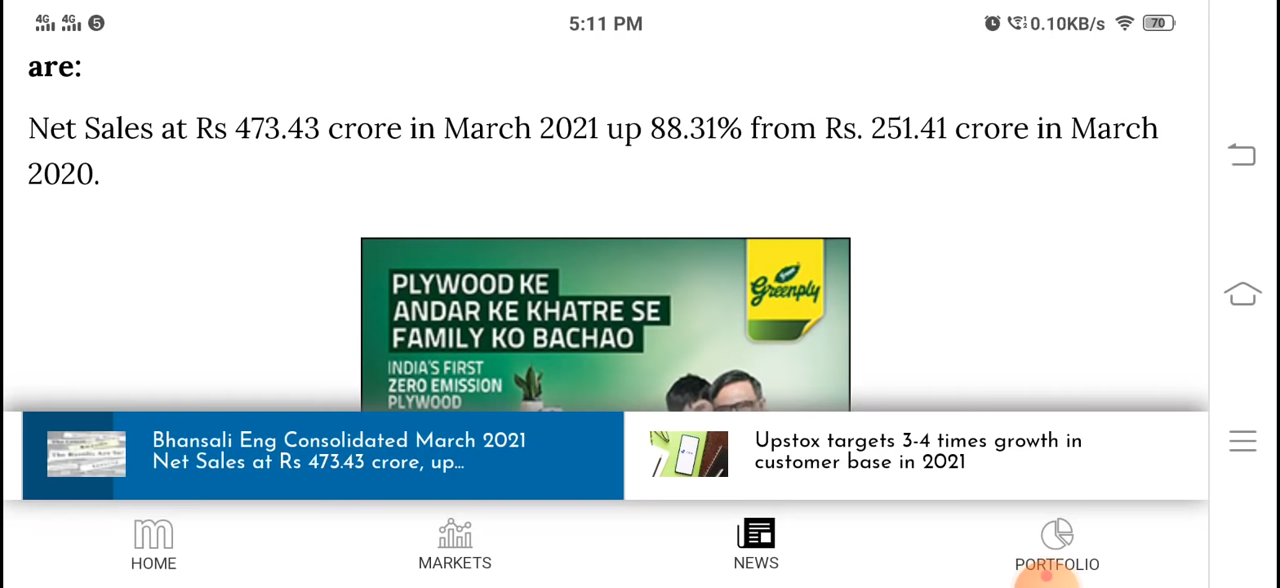 4G 4G 5 5:11 PM 0.10KB/s 70
are:
Net Sales at Rs 473.43 crore in March 2021 up 88.31% from Rs. 251.41 crore in March
2020.
PLYWOOD KE
ANDAR KE KHATRE SE
FAMILY KO BACHAO
Greenply
INDIA'S FIRST
ZERO EMISSION
PLYWOOD
Bhansali Eng Consolidated March 2021
Net Sales at Rs 473.43 crore, up...
Upstox targets 3-4 times growth in
customer base in 2021
m
HOME MARKETS NEWS PORTFOLIO